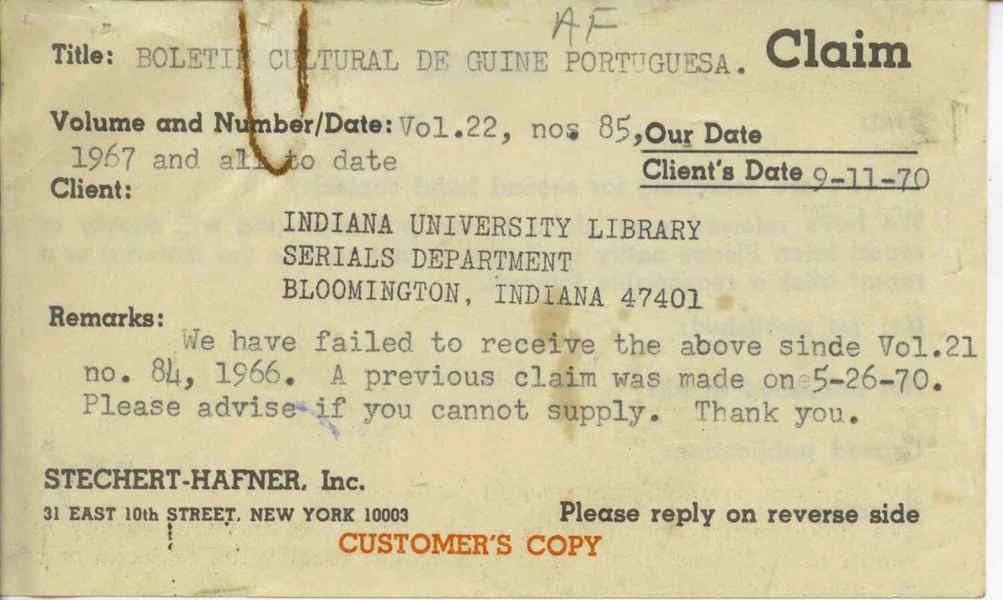 AF
Title: BOLETIN CULTURAL DE GUINE PORTUGUESA. Claim
Volume and Number/Date: Vol.22, nos 85,
1967 and all to date
Our Date
Client's Date 9-11-70
Client:
INDIANA UNIVERSITY LIBRARY
SERIALS DEPARTMENT
BLOOMINGTON, INDIANA 47401
Remarks:
We have failed to receive the above sinde Vol.21
no. 84, 1966. A previous claim was made on 5-26-70.
Please advise if you cannot supply. Thank you.
STECHERT-HAFNER, Inc.
31 EAST 10th STREET, NEW YORK 10003
Please reply on reverse side
CUSTOMER'S COPY